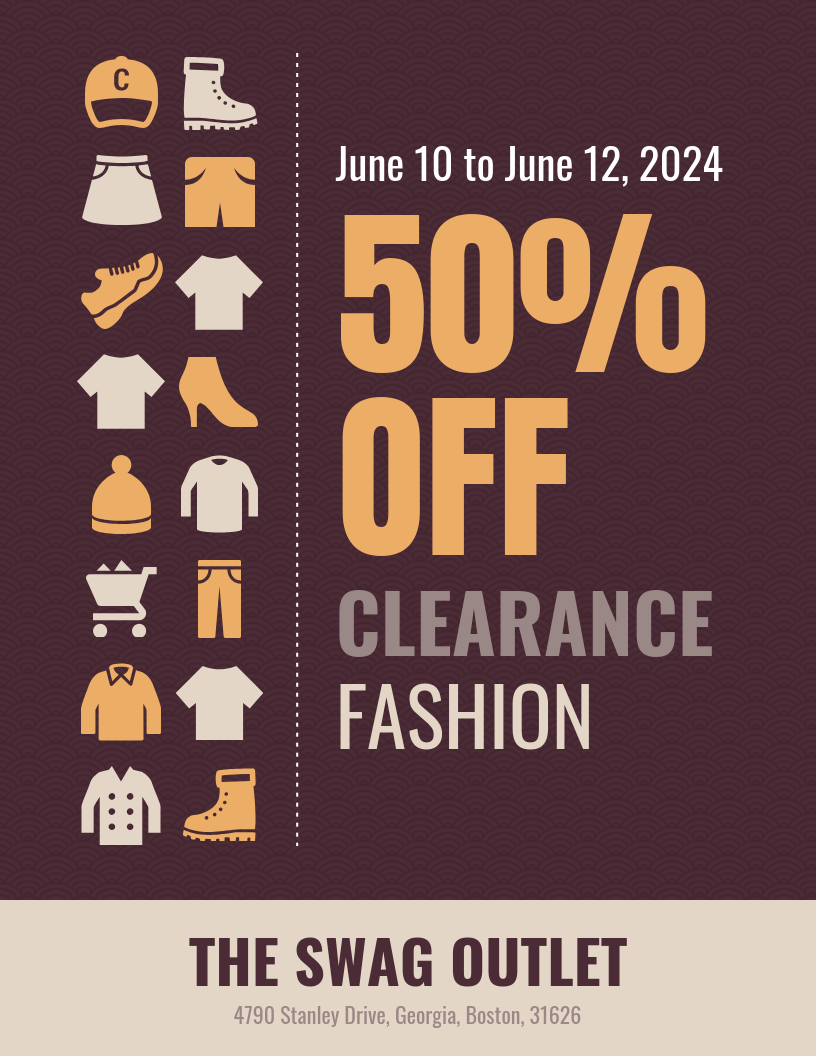 C
June 10 to June 12, 2024
50%
OFF
CLEARANCE
FASHION
THE SWAG OUTLET
4790 Stanley Drive, Georgia, Boston, 31626